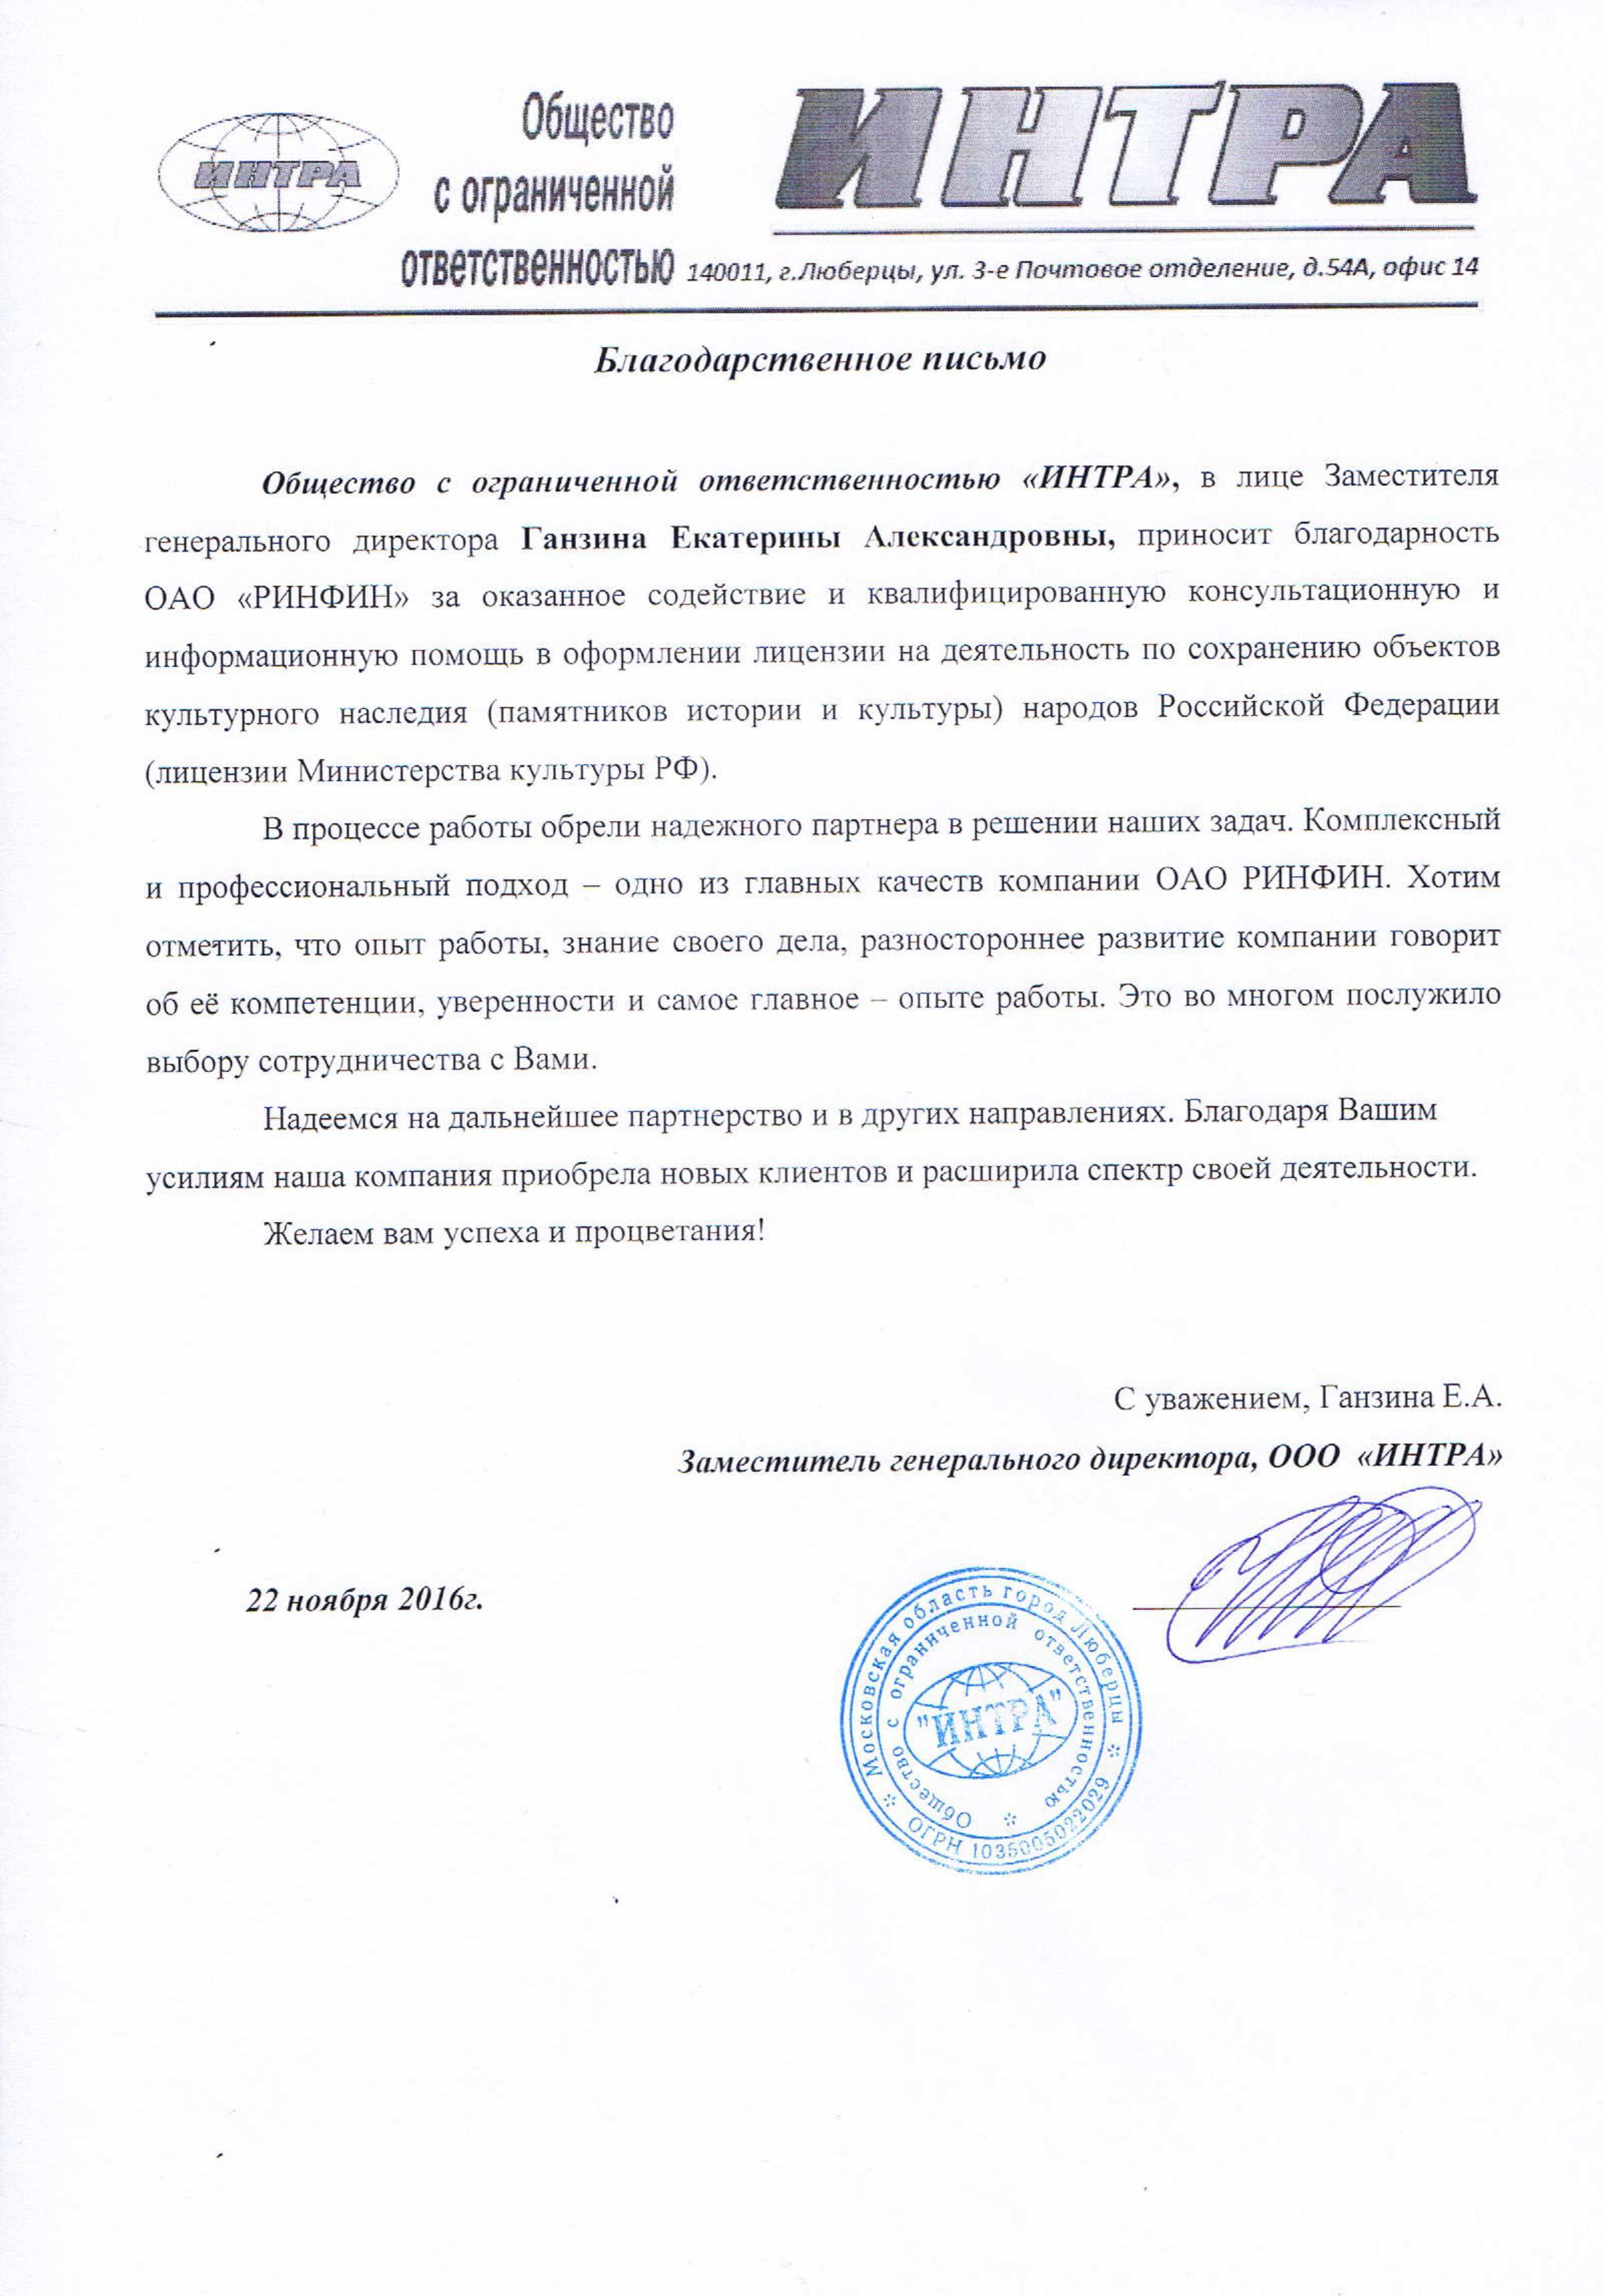 ИНТРА
Общество
с ограниченной
ответственностью
ИНТРА
140011, г.Люберцы, ул. 3-е Почтовое отделение, д.54А, офис 14
Благодарственное письмо
Общество с ограниченной ответственностью «ИНТРА», в лице Заместителя
генерального директора Ганзина Екатерины Александровны, приносит благодарность
ОАО «РИНФИН» за оказанное содействие и квалифицированную консультационную и
информационную помощь в оформлении лицензии на деятельность по сохранению объектов
культурного наследия (памятников истории и культуры) народов Российской Федерации
(лицензии Министерства культуры РФ).
В процессе работы обрели надежного партнера в решении наших задач. Комплексный
и профессиональный подход – одно из главных качеств компании ОАО РИНФИН. Хотим
отметить, что опыт работы, знание своего дела, разностороннее развитие компании говорит
об её компетенции, уверенности и самое главное – опыте работы. Это во многом послужило
выбору сотрудничества с Вами.
Надеемся на дальнейшее партнерство и в других направлениях. Благодаря Вашим
усилиям наша компания приобрела новых клиентов и расширила спектр своей деятельности.
Желаем вам успеха и процветания!
С уважением, Ганзина Е.А.
Заместитель генерального директора, ООО «ИНТРА»
22 ноября 2016г.
Московская область город Люберцы
Общество с ограниченной ответственностью
"ИНТРА"
ОГРН 1035005022029